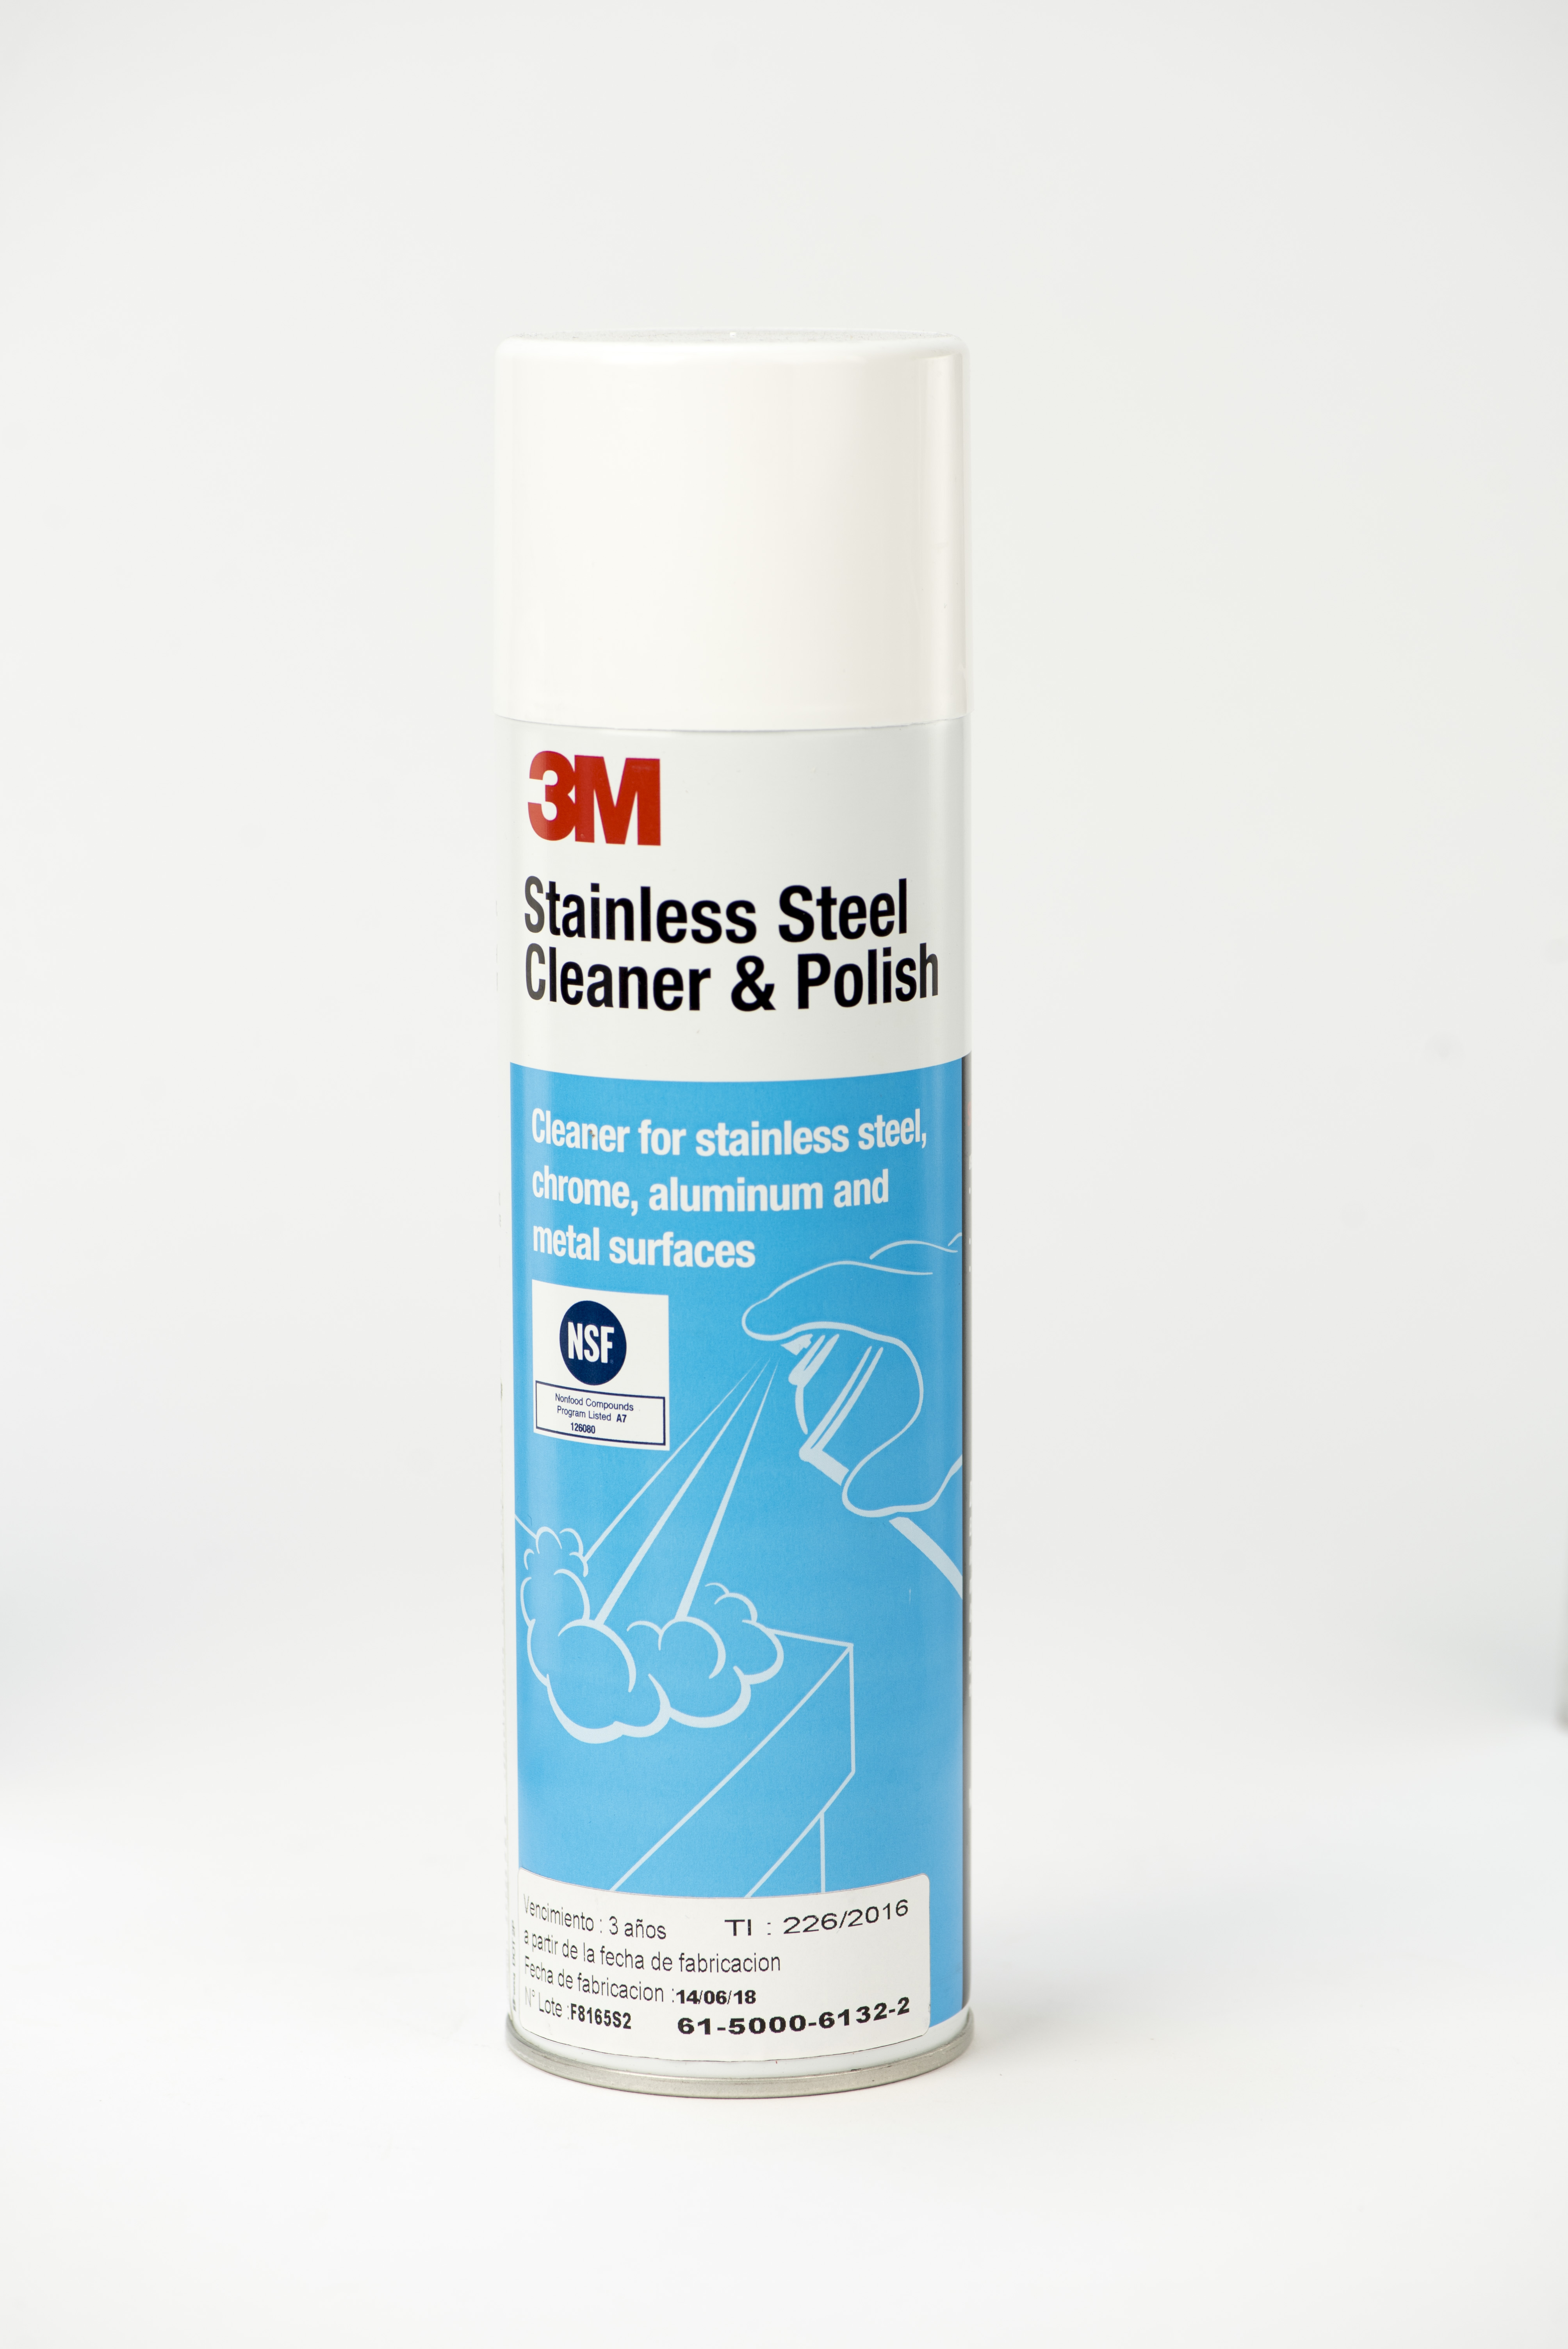 3M
Stainless Steel
Cleaner & Polish
Cleaner for stainless steel,
chrome, aluminum and
metal surfaces
NSF
Nonfood Compounds
Program Listed A7
126080
Vencimiento : 3 años TI : 226/2016
a partir de la fecha de fabricacion
Fecha de fabricacion :14/06/18
N° Lote :F8165S2 61-5000-6132-2